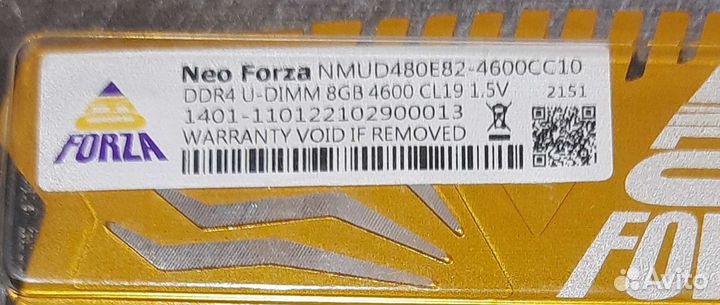 Neo Forza NMUD480E82-4600CC10
DDR4 U-DIMM 8GB 4600 CL19 1.5V 2151
1401-110122102900013
WARRANTY VOID IF REMOVED
FORZA
FO
Avito